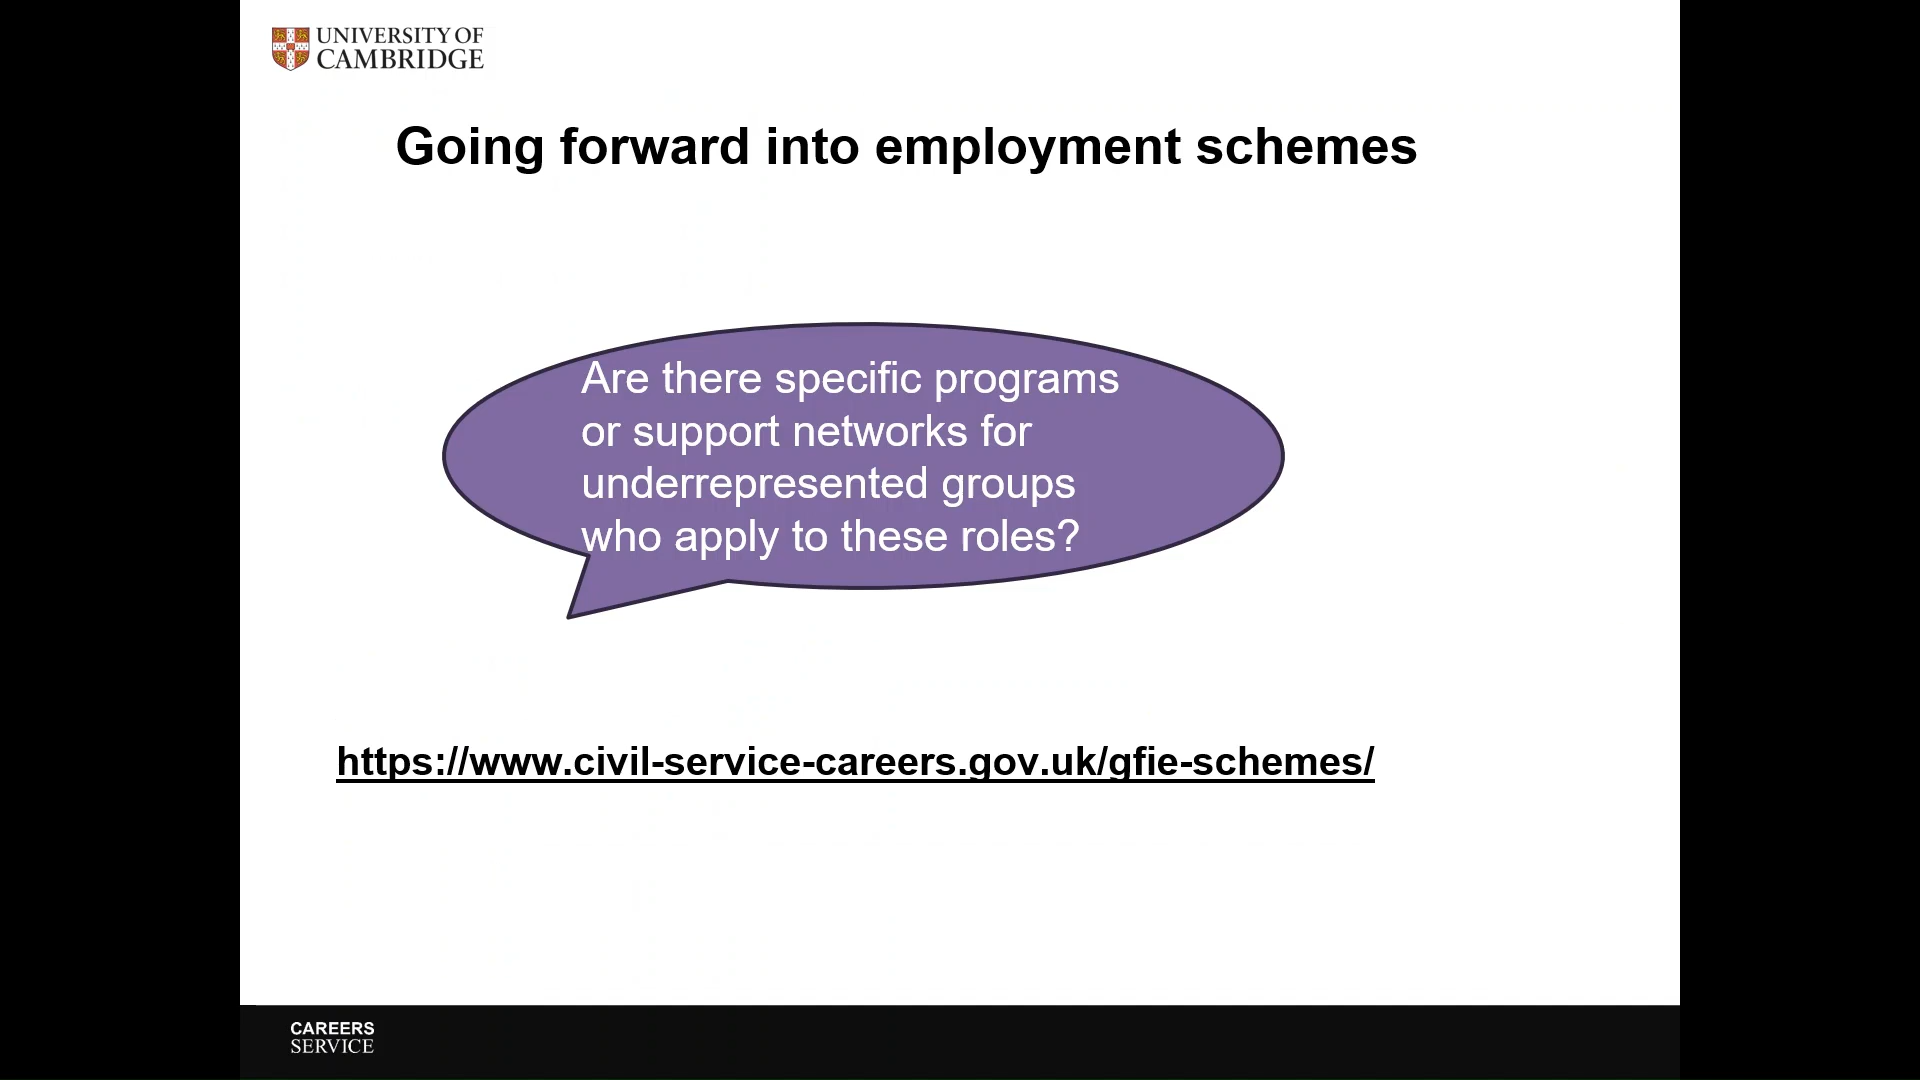 UNIVERSITY OF
CAMBRIDGE
Going forward into employment schemes
Are there specific programs
or support networks for
underrepresented groups
who apply to these roles?
https://www.civil-service-careers.gov.uk/gfie-schemes/
CAREERS
SERVICE